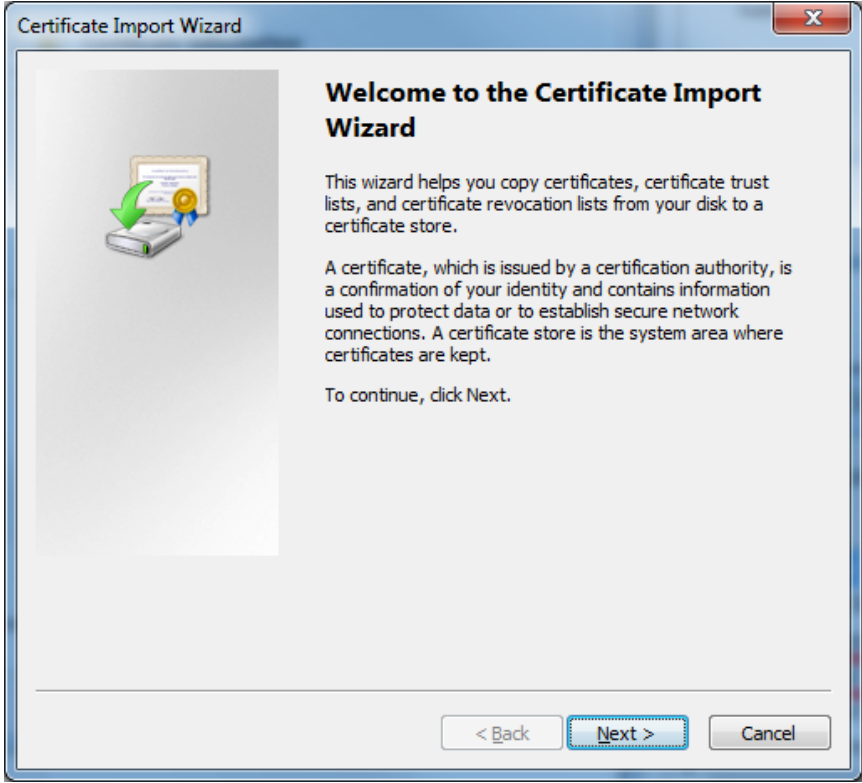 Certificate Import Wizard
Welcome to the Certificate Import
Wizard
This wizard helps you copy certificates, certificate trust
lists, and certificate revocation lists from your disk to a
certificate store.
A certificate, which is issued by a certification authority, is
a confirmation of your identity and contains information
used to protect data or to establish secure network
connections. A certificate store is the system area where
certificates are kept.
To continue, click Next.
< Back
Next >
Cancel